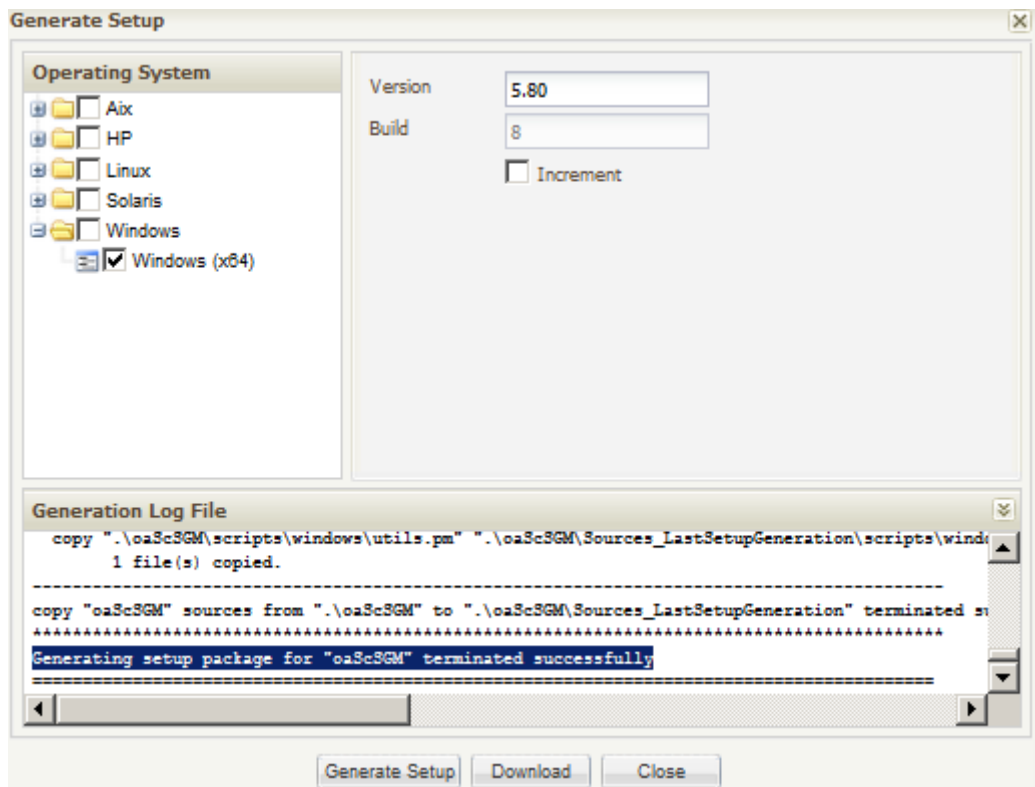 Generate Setup
Operating System
Aix
HP
Linux
Solaris
Windows
Windows (x64)
Version
5.80
Build
8
Increment
Generation Log File
copy ".\oaScSGM\scripts\windows\utils.pm" ".\oaScSGM\Sources_LastSetupGeneration\scripts\wind
1 file(s) copied.
-------------------------------------------------------------------------------------------
copy "oaScSGM" sources from ".\oaScSGM" to ".\oaScSGM\Sources_LastSetupGeneration" terminated su
*******************************************************************************************
Generating setup package for "oaScSGM" terminated successfully
==========================================================================================
Generate Setup
Download
Close